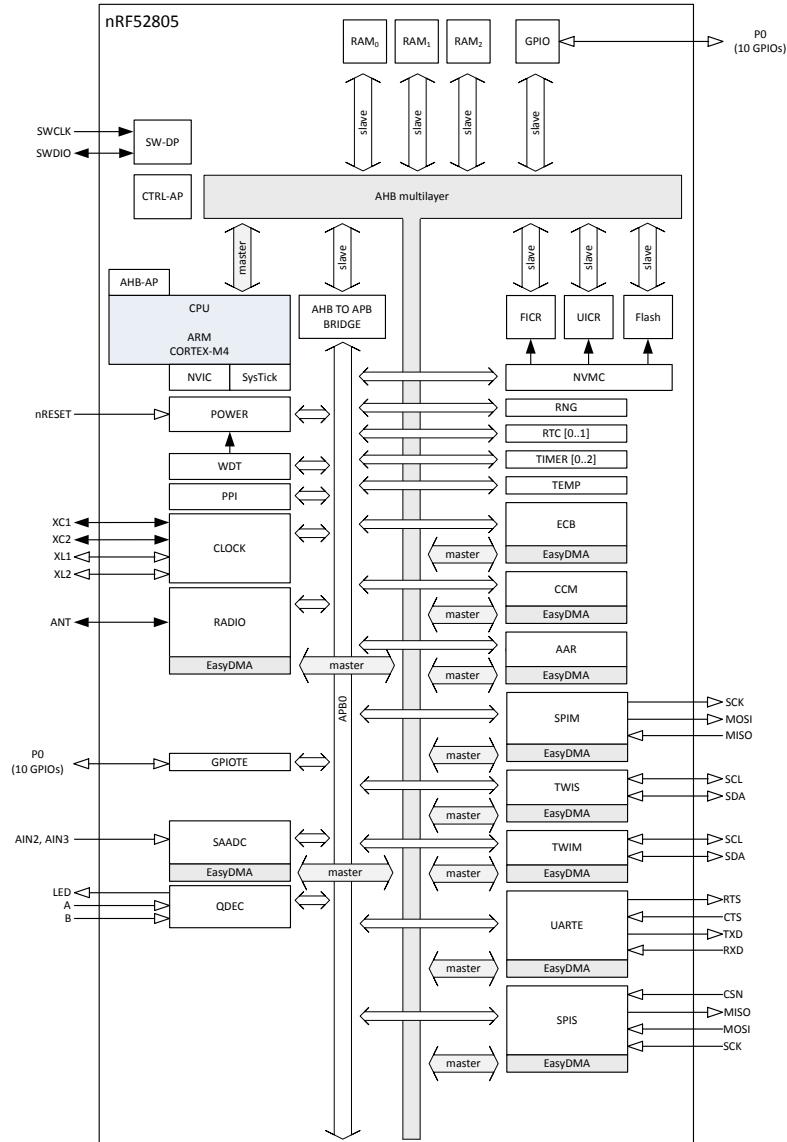 nRF52805
RAM0
RAM1
RAM2
GPIO
P0
(10 GPIOs)
slave
slave
slave
slave
SWCLK
SWDIO
SW-DP
CTRL-AP
AHB multilayer
master
slave
slave
slave
slave
AHB-AP
CPU
ARM
CORTEX-M4
AHB TO APB
BRIDGE
FICR
UICR
Flash
NVIC
SysTick
NVMC
nRESET
POWER
RNG
RTC [0..1]
WDT
TIMER [0..2]
PPI
TEMP
XC1
XC2
XL1
XL2
CLOCK
ECB
master
EasyDMA
CCM
master
EasyDMA
ANT
RADIO
EasyDMA
master
AAR
master
EasyDMA
APB0
SPIM
SCK
MOSI
MISO
master
EasyDMA
P0
(10 GPIOs)
GPIOTE
TWIS
SCL
SDA
master
EasyDMA
AIN2, AIN3
SAADC
EasyDMA
master
TWIM
SCL
SDA
master
EasyDMA
LED
A
B
QDEC
UARTE
RTS
CTS
TXD
RXD
master
EasyDMA
SPIS
CSN
MISO
MOSI
SCK
master
EasyDMA